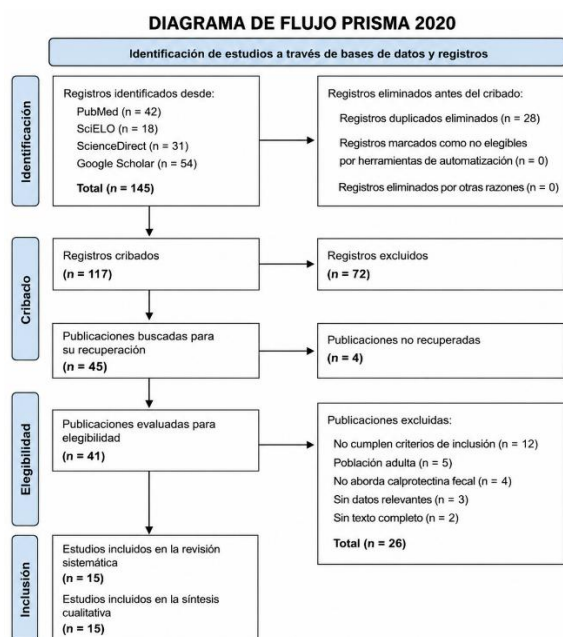 DIAGRAMA DE FLUJO PRISMA 2020
Identificación de estudios a través de bases de datos y registros
Identificación
Registros identificados desde:
PubMed (n = 42)
SciELO (n = 18)
ScienceDirect (n = 31)
Google Scholar (n = 54)
Total (n = 145)
Registros eliminados antes del cribado:
Registros duplicados eliminados (n = 28)
Registros marcados como no elegibles
por herramientas de automatización (n = 0)
Registros eliminados por otras razones (n = 0)
Cribado
Registros cribados
(n = 117)
Registros excluidos
(n = 72)
Publicaciones buscadas para
su recuperación
(n = 45)
Publicaciones no recuperadas
(n = 4)
Elegibilidad
Publicaciones evaluadas para
elegibilidad
(n = 41)
Publicaciones excluidas:
No cumplen criterios de inclusión (n = 12)
Población adulta (n = 5)
No aborda calprotectina fecal (n = 4)
Sin datos relevantes (n = 3)
Sin texto completo (n = 2)
Total (n = 26)
Inclusión
Estudios incluidos en la revisión
sistemática
(n = 15)
Estudios incluidos en la síntesis
cualitativa
(n = 15)